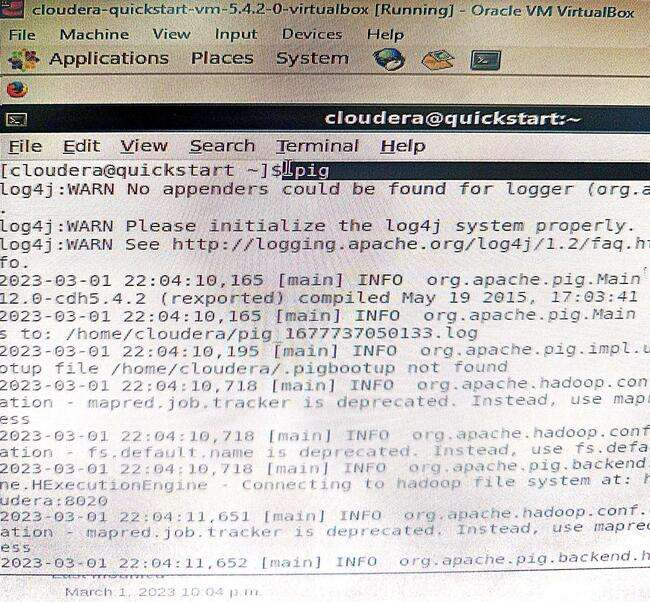 cloudera-quickstart-vm-5.4.2-0-virtualbox [Running] - Oracle VM VirtualBox
File Machine View Input Devices Help
Applications Places System
cloudera@quickstart:~
File Edit View Search Terminal Help
[cloudera@quickstart ~]$ pig
log4j:WARN No appenders could be found for logger (org.a
.
log4j:WARN Please initialize the log4j system properly.
log4j:WARN See http://logging.apache.org/log4j/1.2/faq.ht
fo.
2023-03-01 22:04:10,165 [main] INFO org.apache.pig.Main
12.0-cdh5.4.2 (rexported) compiled May 19 2015, 17:03:41
2023-03-01 22:04:10,165 [main] INFO org.apache.pig.Main
s to: /home/cloudera/pig_1677737050133.log
2023-03-01 22:04:10,195 [main] INFO org.apache.pig.impl.u
otup file /home/cloudera/.pigbootup not found
2023-03-01 22:04:10,718 [main] INFO org.apache.hadoop.conf
ation - mapred.job.tracker is deprecated. Instead, use mapr
ess
2023-03-01 22:04:10,718 [main] INFO org.apache.hadoop.conf
ation - fs.default.name is deprecated. Instead, use fs.defa
2023-03-01 22:04:10,718 [main] INFO org.apache.pig.backend
ne.HExecutionEngine - Connecting to hadoop file system at: h
udera:8020
2023-03-01 22:04:11,651 [main] INFO org.apache.hadoop.conf.
ation - mapred.job.tracker is deprecated. Instead, use mapred
ess
2023-03-01 22:04:11,652 [main] INFO org.apache.pig.backend.h
March 1, 2023 10:04 p.m.